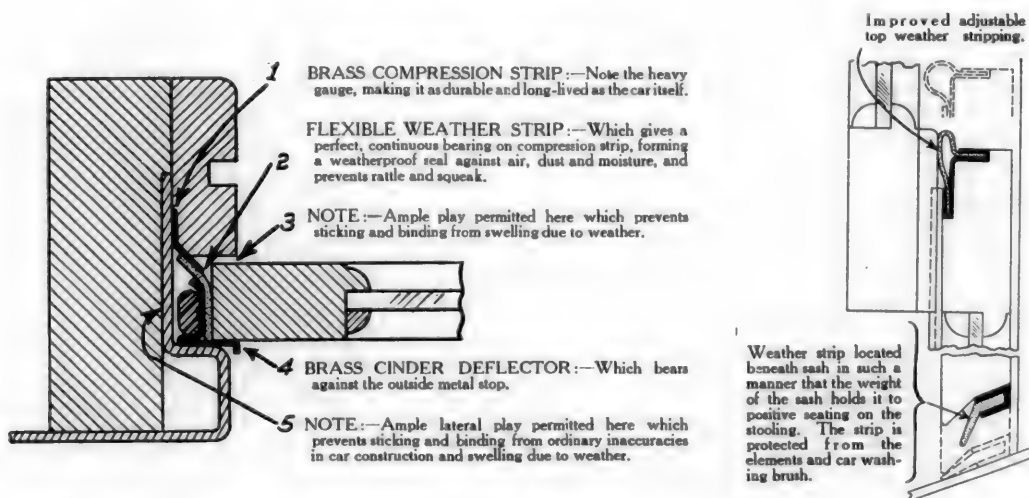 1
BRASS COMPRESSION STRIP:—Note the heavy
gauge, making it as durable and long-lived as the car itself.
FLEXIBLE WEATHER STRIP:—Which gives a
perfect, continuous bearing on compression strip, forming
a weatherproof seal against air, dust and moisture, and
prevents rattle and squeak.
2
3
NOTE:—Ample play permitted here which prevents
sticking and binding from swelling due to weather.
4
BRASS CINDER DEFLECTOR:—Which bears
against the outside metal stop.
5
NOTE:—Ample lateral play permitted here which
prevents sticking and binding from ordinary inaccuracies
in car construction and swelling due to weather.
Improved adjustable
top weather stripping.
Weather strip located
beneath sash in such a
manner that the weight
of the sash holds it to
positive seating on the
stooling. The strip is
protected from the
elements and car wash-
ing brush.